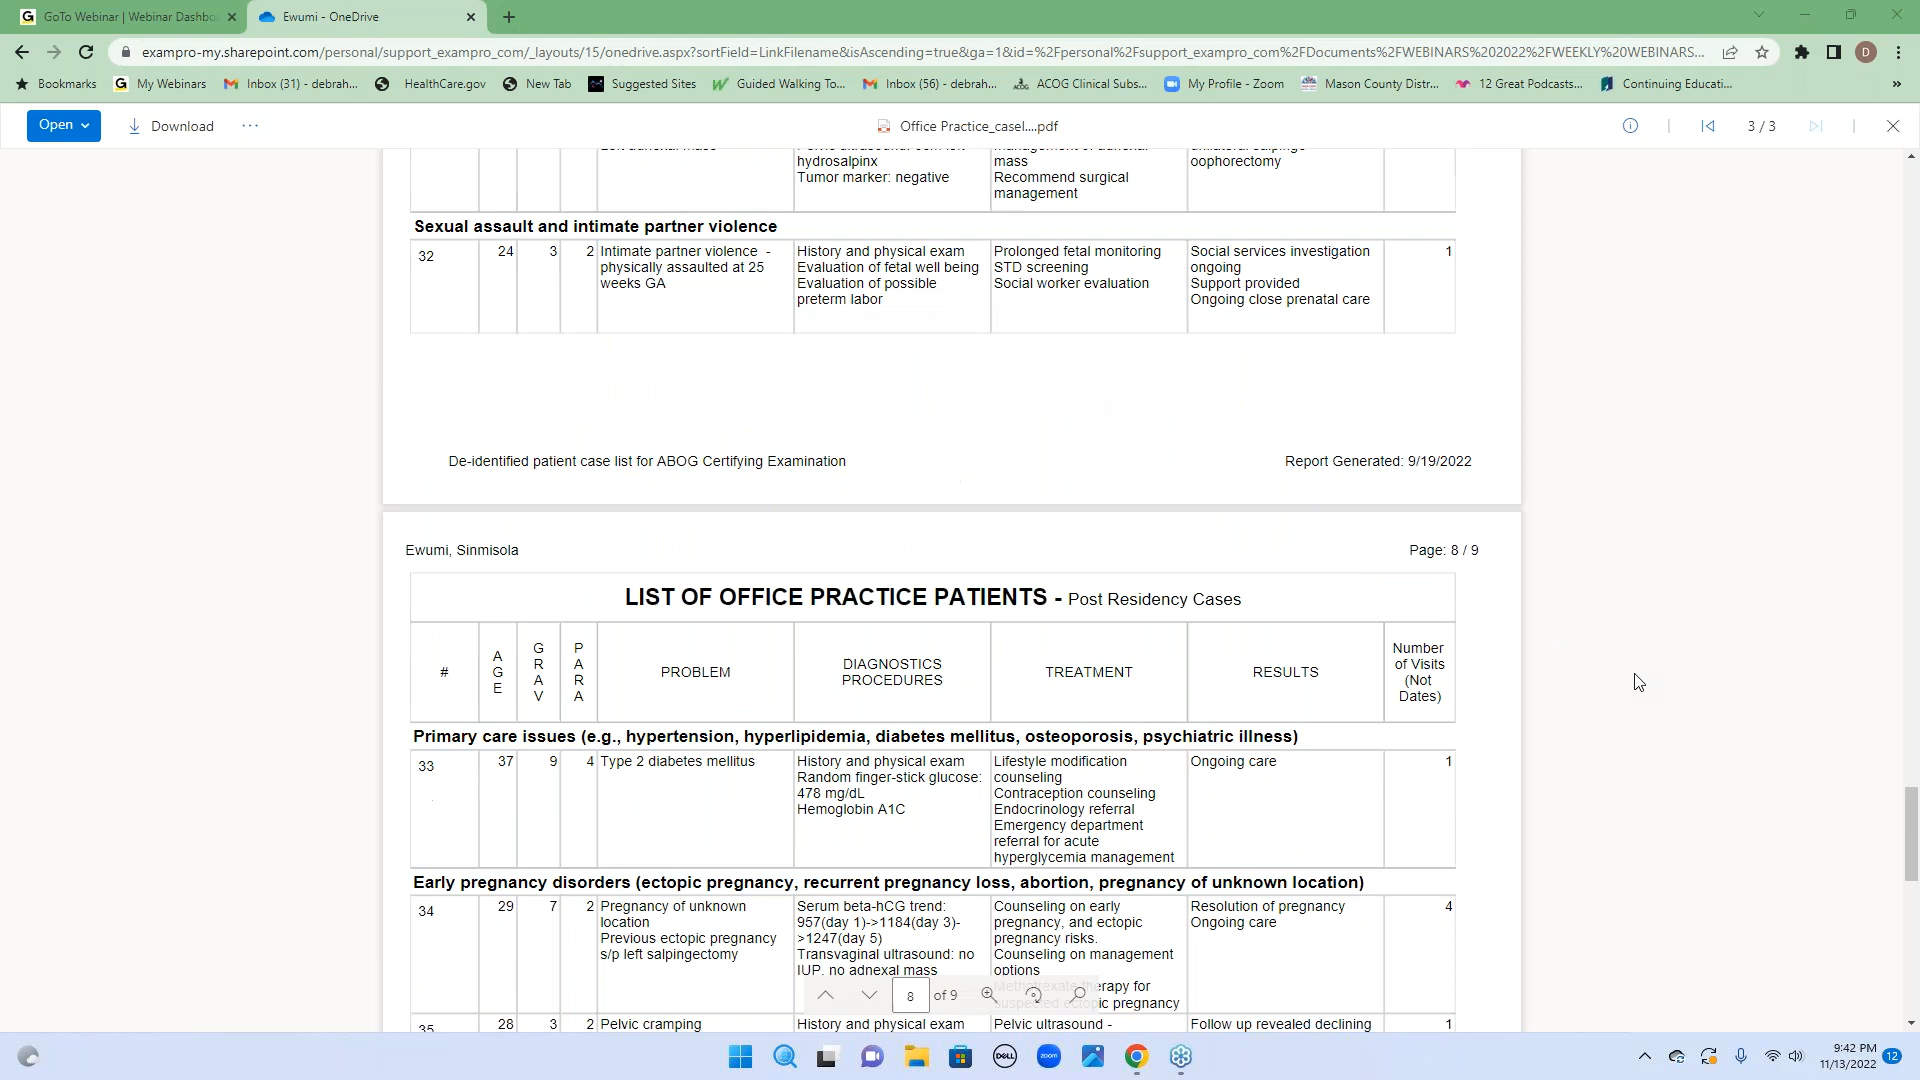 GoTo Webinar | Webinar Dashbo
Ewumi - OneDrive
exampro-my.sharepoint.com/personal/support_exampro_com/_layouts/15/onedrive.aspx?sortField=LinkFilename&isAscending=true&ga=1&id=%2Fpersonal%2Fsupport_exampro_com%2FDocuments%2FWEBINARS%202022%2FWEEKLY%20WEBINARS...
D
Bookmarks
My Webinars
Inbox (31) - debrah...
HealthCare.gov
New Tab
Suggested Sites
Guided Walking To...
Inbox (56) - debrah...
ACOG Clinical Subs...
My Profile - Zoom
Mason County Distr...
12 Great Podcasts...
Continuing Educati...
»
Open
Download
...
Office Practice_casel....pdf
3 / 3
hydrosalpinx
Tumor marker: negative
mass
Recommend surgical
management
oophorectomy
Sexual assault and intimate partner violence
32
24
3
2
Intimate partner violence -
physically assaulted at 25
weeks GA
History and physical exam
Evaluation of fetal well being
Evaluation of possible
preterm labor
Prolonged fetal monitoring
STD screening
Social worker evaluation
Social services investigation
ongoing
Support provided
Ongoing close prenatal care
1
De-identified patient case list for ABOG Certifying Examination
Report Generated: 9/19/2022
Ewumi, Sinmisola
Page: 8 / 9
LIST OF OFFICE PRACTICE PATIENTS - Post Residency Cases
#
AGE
GRAV
PARA
PROBLEM
DIAGNOSTICS
PROCEDURES
TREATMENT
RESULTS
Number
of Visits
(Not
Dates)
Primary care issues (e.g., hypertension, hyperlipidemia, diabetes mellitus, osteoporosis, psychiatric illness)
33
37
9
4
Type 2 diabetes mellitus
History and physical exam
Random finger-stick glucose:
478 mg/dL
Hemoglobin A1C
Lifestyle modification
counseling
Contraception counseling
Endocrinology referral
Emergency department
referral for acute
hyperglycemia management
Ongoing care
1
Early pregnancy disorders (ectopic pregnancy, recurrent pregnancy loss, abortion, pregnancy of unknown location)
34
29
7
2
Pregnancy of unknown
location
Previous ectopic pregnancy
s/p left salpingectomy
Serum beta-hCG trend:
957(day 1)->1184(day 3)-
>1247(day 5)
Transvaginal ultrasound: no
IUP, no adnexal mass
Counseling on early
pregnancy, and ectopic
pregnancy risks.
Counseling on management
options
Methotrexate therapy for
suspected ectopic pregnancy
Resolution of pregnancy
Ongoing care
4
35
28
3
2
Pelvic cramping
History and physical exam
Pelvic ultrasound -
Follow up revealed declining
1
8
of 9
DELL
zoom
9:42 PM
11/13/2022
12